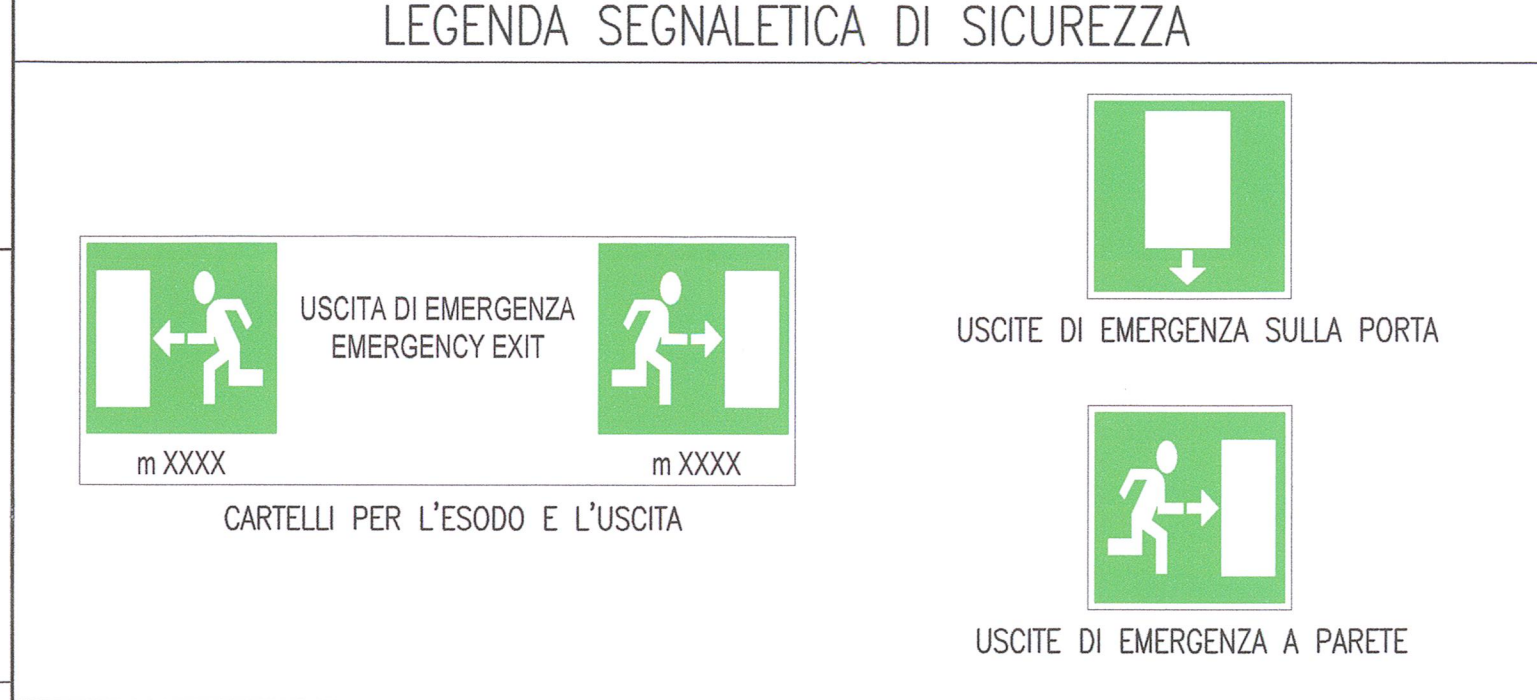 LEGENDA SEGNALETICA DI SICUREZZA
USCITA DI EMERGENZA
EMERGENCY EXIT
m XXXX
m XXXX
CARTELLI PER L'ESODO E L'USCITA
USCITE DI EMERGENZA SULLA PORTA
USCITE DI EMERGENZA A PARETE